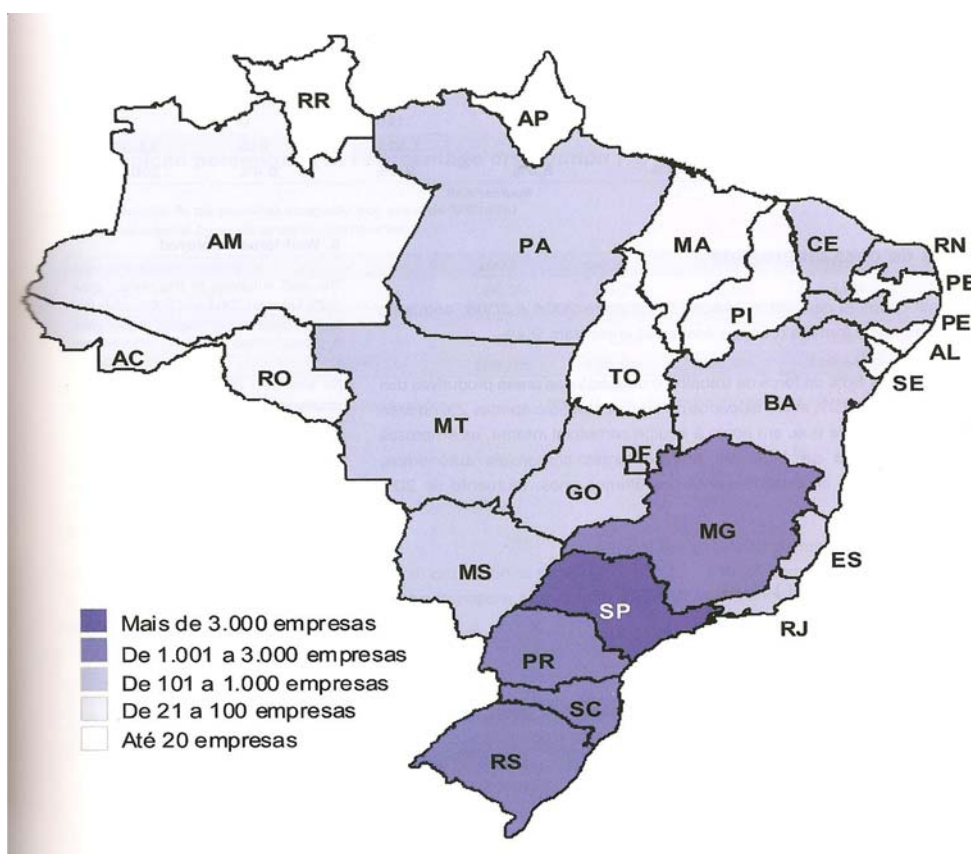 RR
AP
AM
PA
MA
CE
RN
PB
PE
PI
AL
SE
AC
RO
TO
BA
MT
DF
GO
MG
MS
ES
SP
RJ
PR
SC
RS
Mais de 3.000 empresas
De 1.001 a 3.000 empresas
De 101 a 1.000 empresas
De 21 a 100 empresas
Até 20 empresas